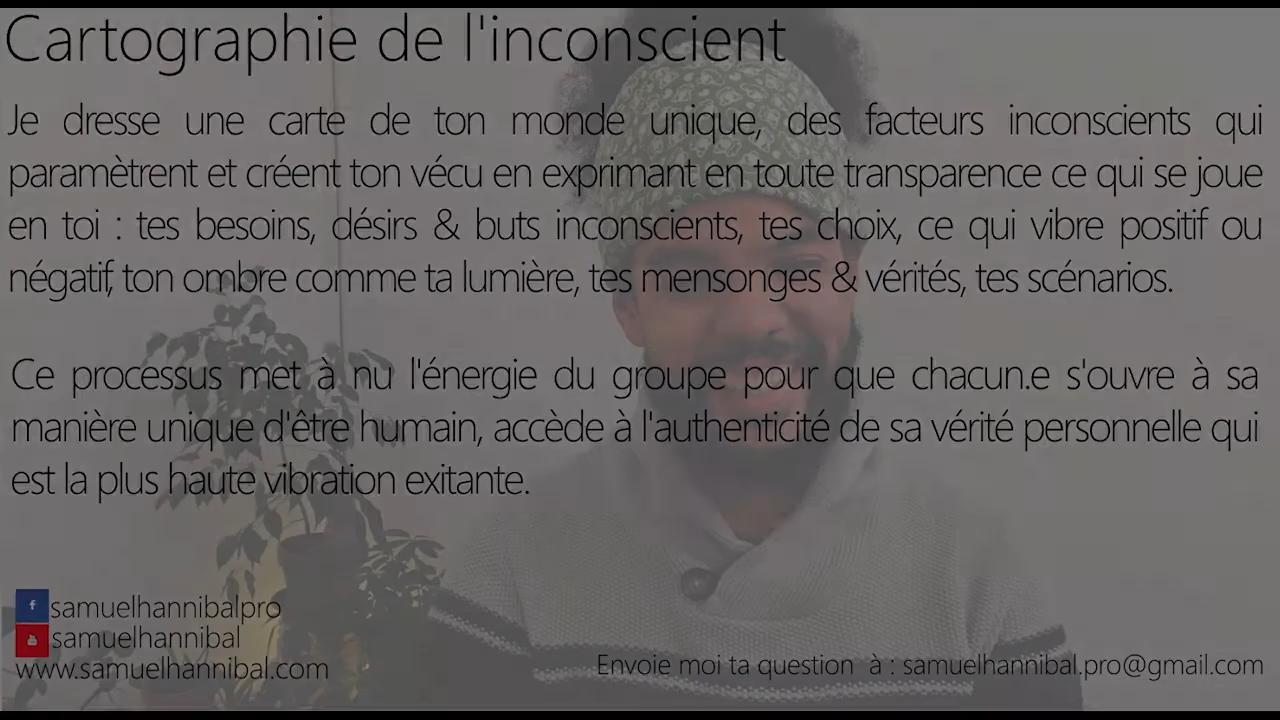 Cartographie de l'inconscient
Je dresse une carte de ton monde unique, des facteurs inconscients qui
paramètrent et créent ton vécu en exprimant en toute transparence ce qui se joue
en toi : tes besoins, désirs & buts inconscients, tes choix, ce qui vibre positif ou
négatif, ton ombre comme ta lumière, tes mensonges & vérités, tes scénarios.
Ce processus met à nu l'énergie du groupe pour que chacun.e s'ouvre à sa
manière unique d'être humain, accède à l'authenticité de sa vérité personnelle qui
est la plus haute vibration exitante.
samuelhannibalpro
samuelhannibal
www.samuelhannibal.com
Envoie moi ta question à : samuelhannibal.pro@gmail.com